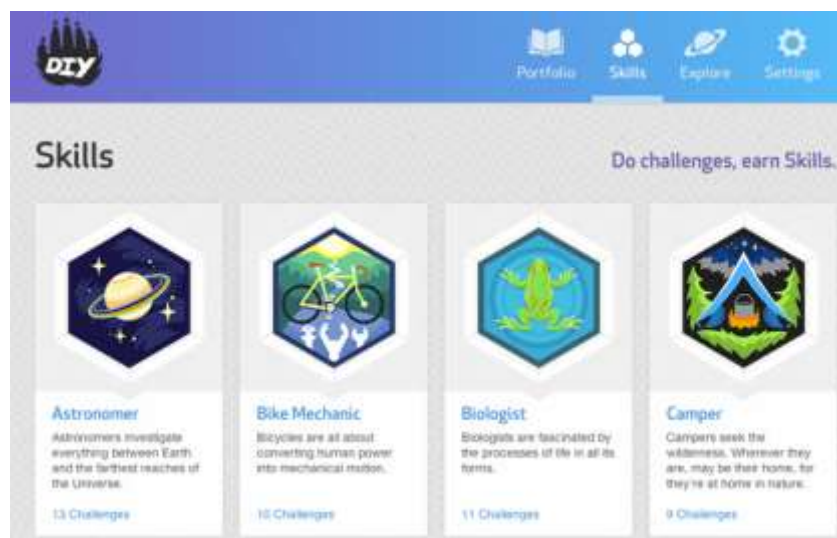 DIY
Portfolio
Skills
Explore
Settings
Skills
Do challenges, earn Skills.
Astronomer
Astronomers investigate
everything between Earth
and the farthest reaches of
the Universe.
13 Challenges
Bike Mechanic
Bicycles are all about
converting human power
into mechanical motion.
10 Challenges
Biologist
Biologists are fascinated by
the processes of life in all its
forms.
11 Challenges
Camper
Campers seek the
wilderness. Wherever they
are, may be their home, for
they're at home in nature.
9 Challenges